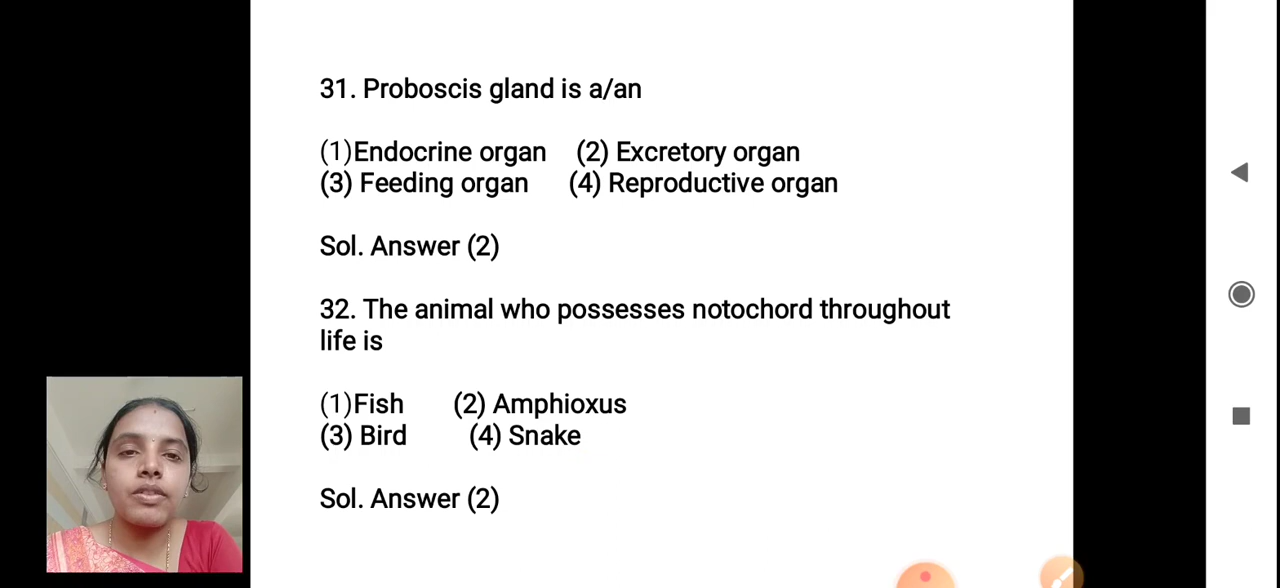 31. Proboscis gland is a/an
(1)Endocrine organ (2) Excretory organ
(3) Feeding organ (4) Reproductive organ
Sol. Answer (2)
32. The animal who possesses notochord throughout
life is
(1)Fish (2) Amphioxus
(3) Bird (4) Snake
Sol. Answer (2)